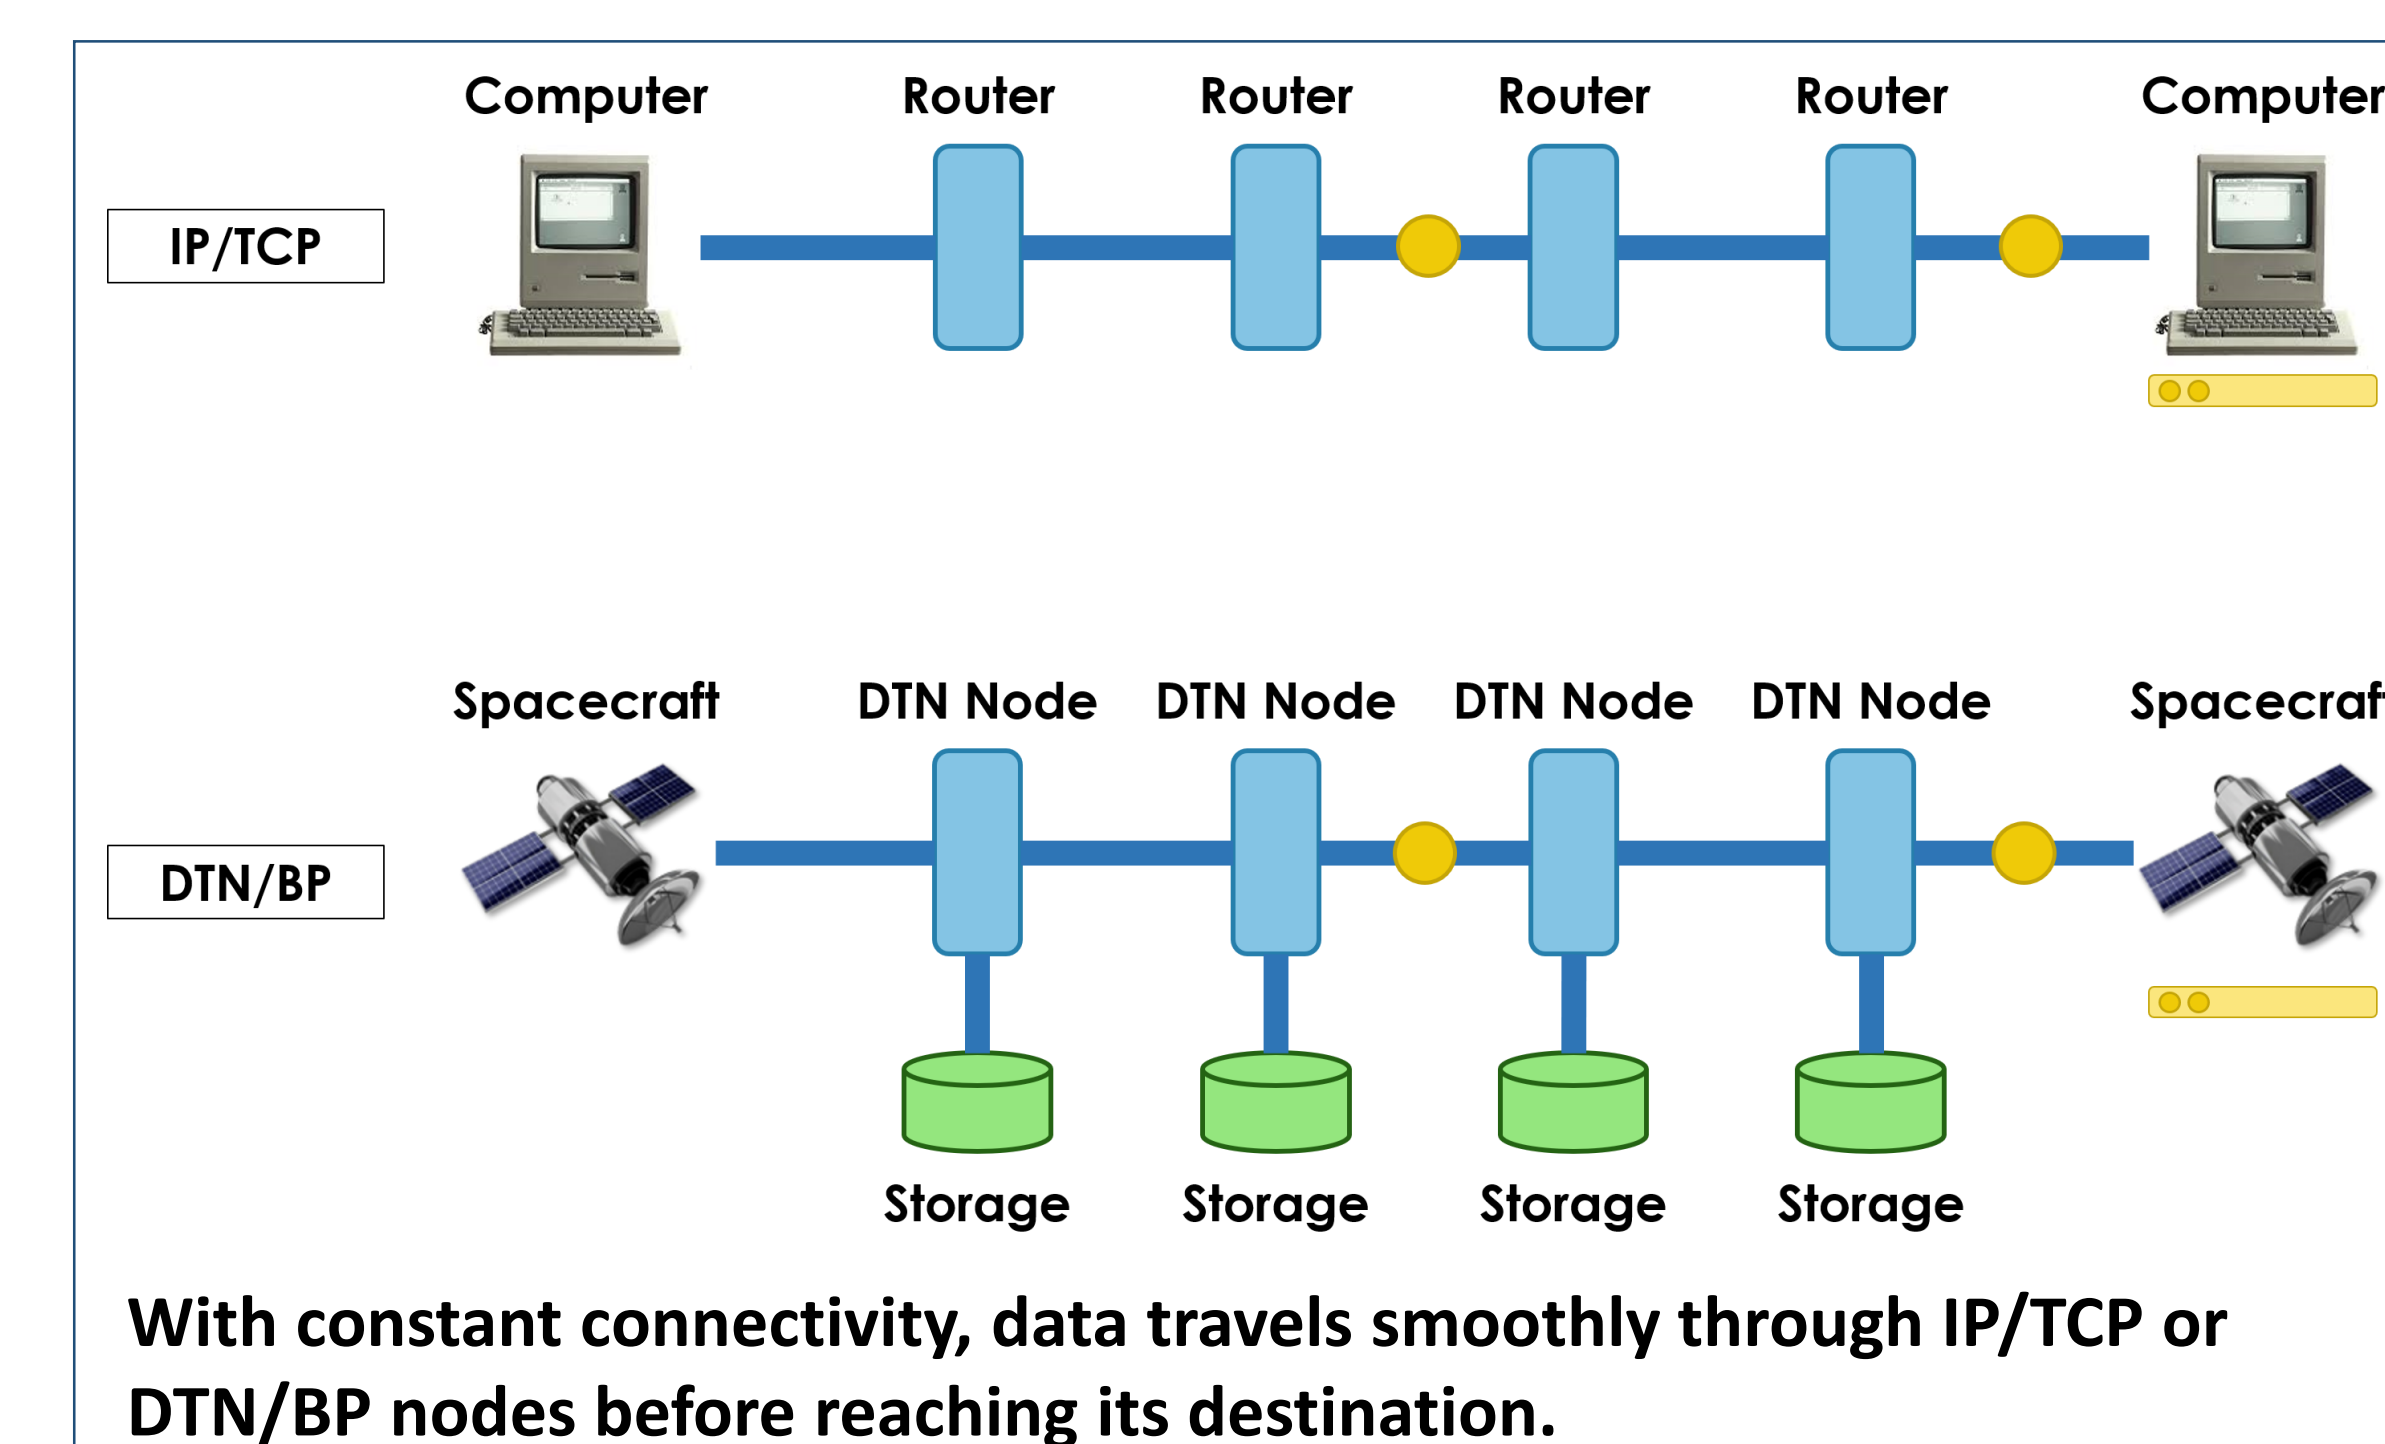 Computer Router Router Router Router Computer
IP/TCP
Spacecraft DTN Node DTN Node DTN Node DTN Node Spacecraft
DTN/BP
Storage Storage Storage Storage
With constant connectivity, data travels smoothly through IP/TCP or
DTN/BP nodes before reaching its destination.